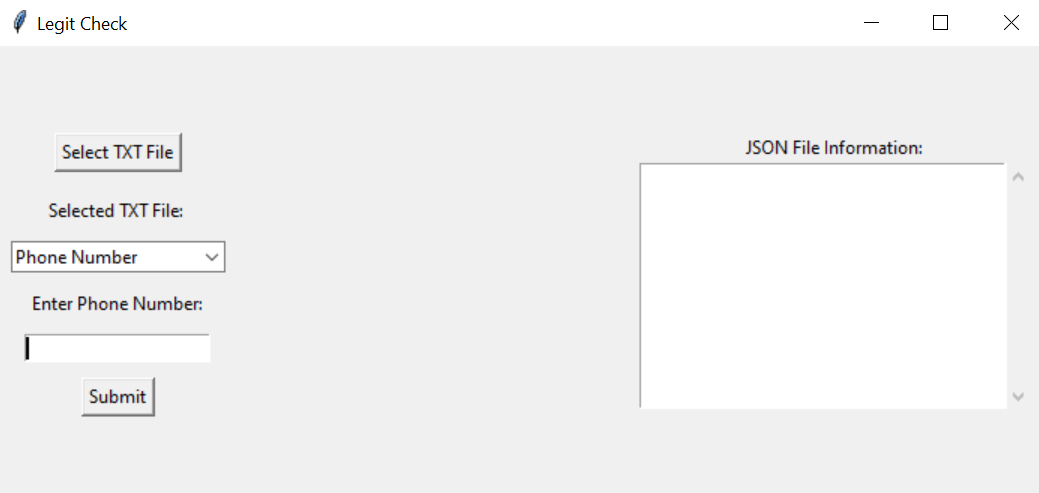 Legit Check
Select TXT File
Selected TXT File:
Phone Number
Enter Phone Number:
Submit
JSON File Information: